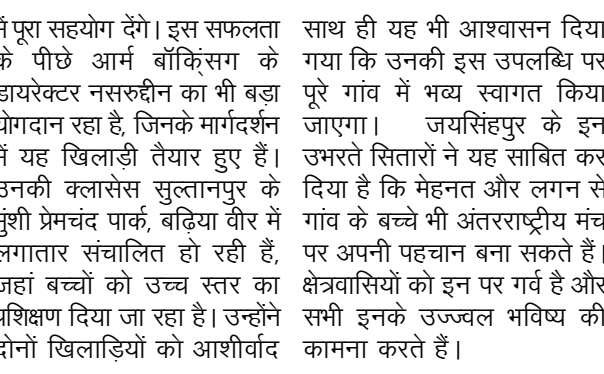 में पूरा सहयोग देंगे। इस सफलता
के पीछे आर्म बॉक्सिंग के
डायरेक्टर नसरुद्दीन का भी बड़ा
योगदान रहा है, जिनके मार्गदर्शन
में यह खिलाड़ी तैयार हुए हैं।
उनकी क्लासेस सुल्तानपुर के
मुंशी प्रेमचंद पार्क, बढ़िया वीर में
लगातार संचालित हो रही हैं,
जहां बच्चों को उच्च स्तर का
प्रशिक्षण दिया जा रहा है। उन्होंने
दोनों खिलाड़ियों को आशीर्वाद
साथ ही यह भी आश्वासन दिया
गया कि उनकी इस उपलब्धि पर
पूरे गांव में भव्य स्वागत किया
जाएगा। जयसिंहपुर के इन
उभरते सितारों ने यह साबित कर
दिया है कि मेहनत और लगन से
गांव के बच्चे भी अंतरराष्ट्रीय मंच
पर अपनी पहचान बना सकते हैं।
क्षेत्रवासियों को इन पर गर्व है और
सभी इनके उज्ज्वल भविष्य की
कामना करते हैं।